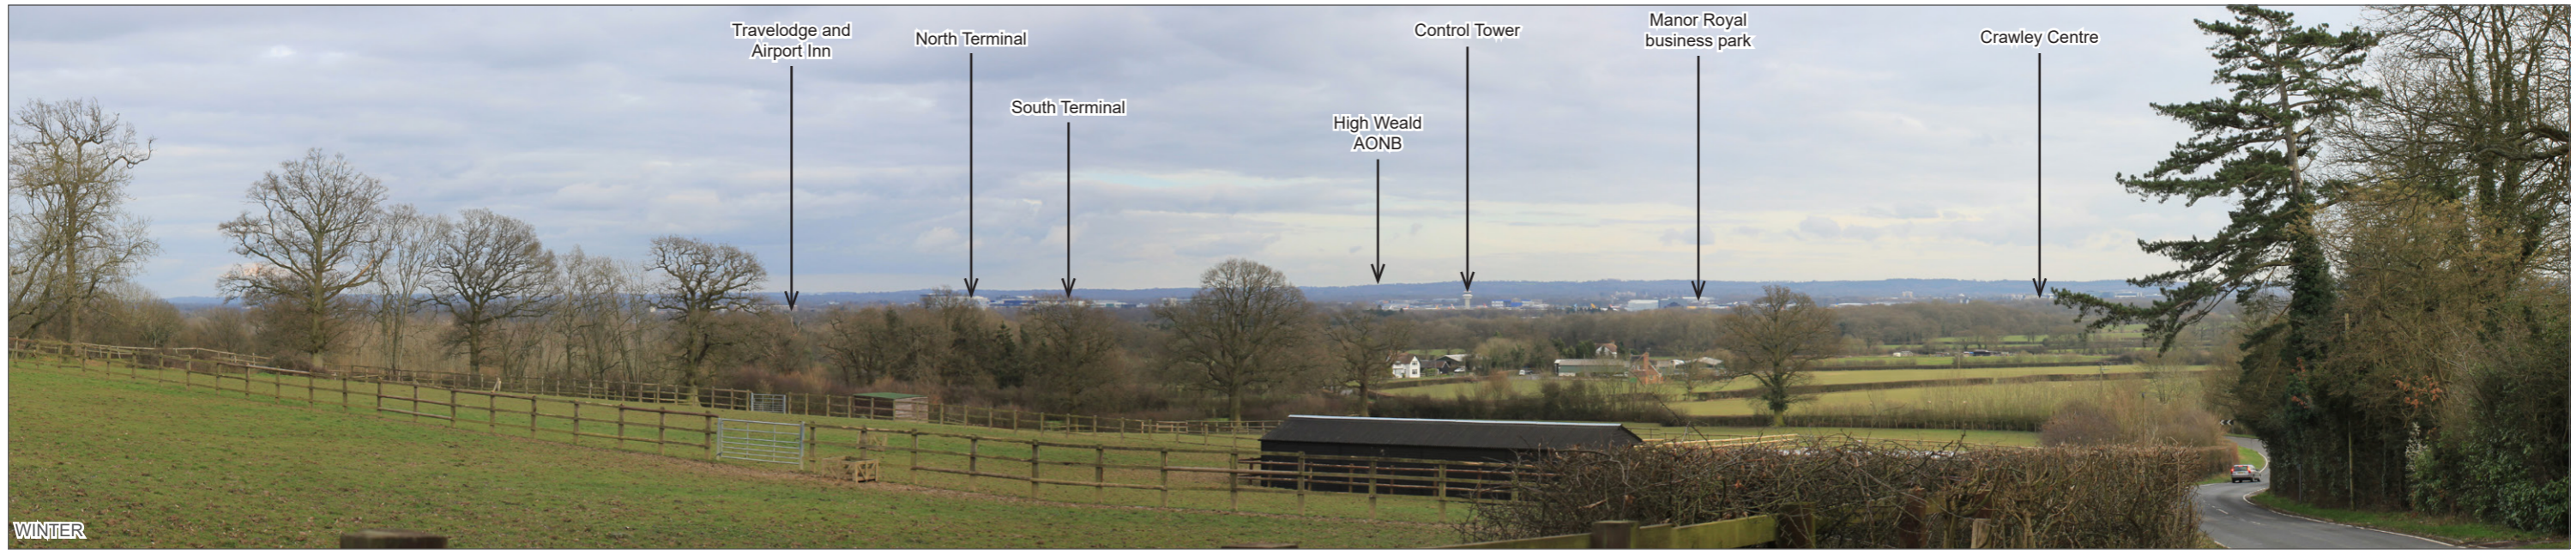 Travelodge and
Airport Inn
North Terminal
South Terminal
High Weald
AONB
Control Tower
Manor Royal
business park
Crawley Centre
WINTER